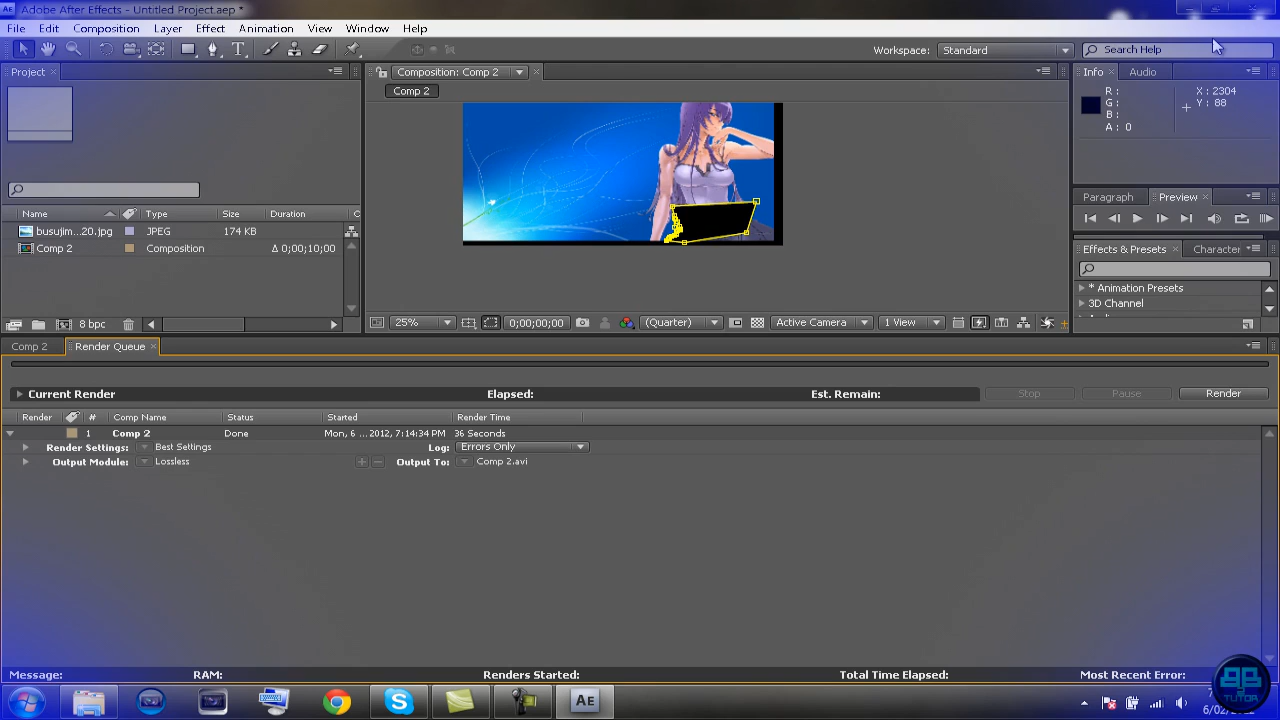 Adobe After Effects - Untitled Project.aep *
File Edit Composition Layer Effect Animation View Window Help
Workspace: Standard Search Help
Project × Composition: Comp 2 × Info × Audio
Comp 2
R : X : 2304
G : Y : 88
B :
A : 0
Paragraph Preview ×
Name Type Size Duration C
busujim...20.jpg JPEG 174 KB
Comp 2 Composition Δ 0;00;10;00
Effects & Presets × Character
* Animation Presets
3D Channel
8 bpc 25% 0;00;00;00 (Quarter) Active Camera 1 View
Comp 2 Render Queue ×
Current Render Elapsed: Est. Remain: Stop Pause Render
Render # Comp Name Status Started Render Time
1 Comp 2 Done Mon, 6 ... 2012, 7:14:34 PM 36 Seconds
Render Settings: Best Settings Log: Errors Only
Output Module: Lossless + − Output To: Comp 2.avi
Message: RAM: Renders Started: Total Time Elapsed: Most Recent Error:
AE
TUTOR